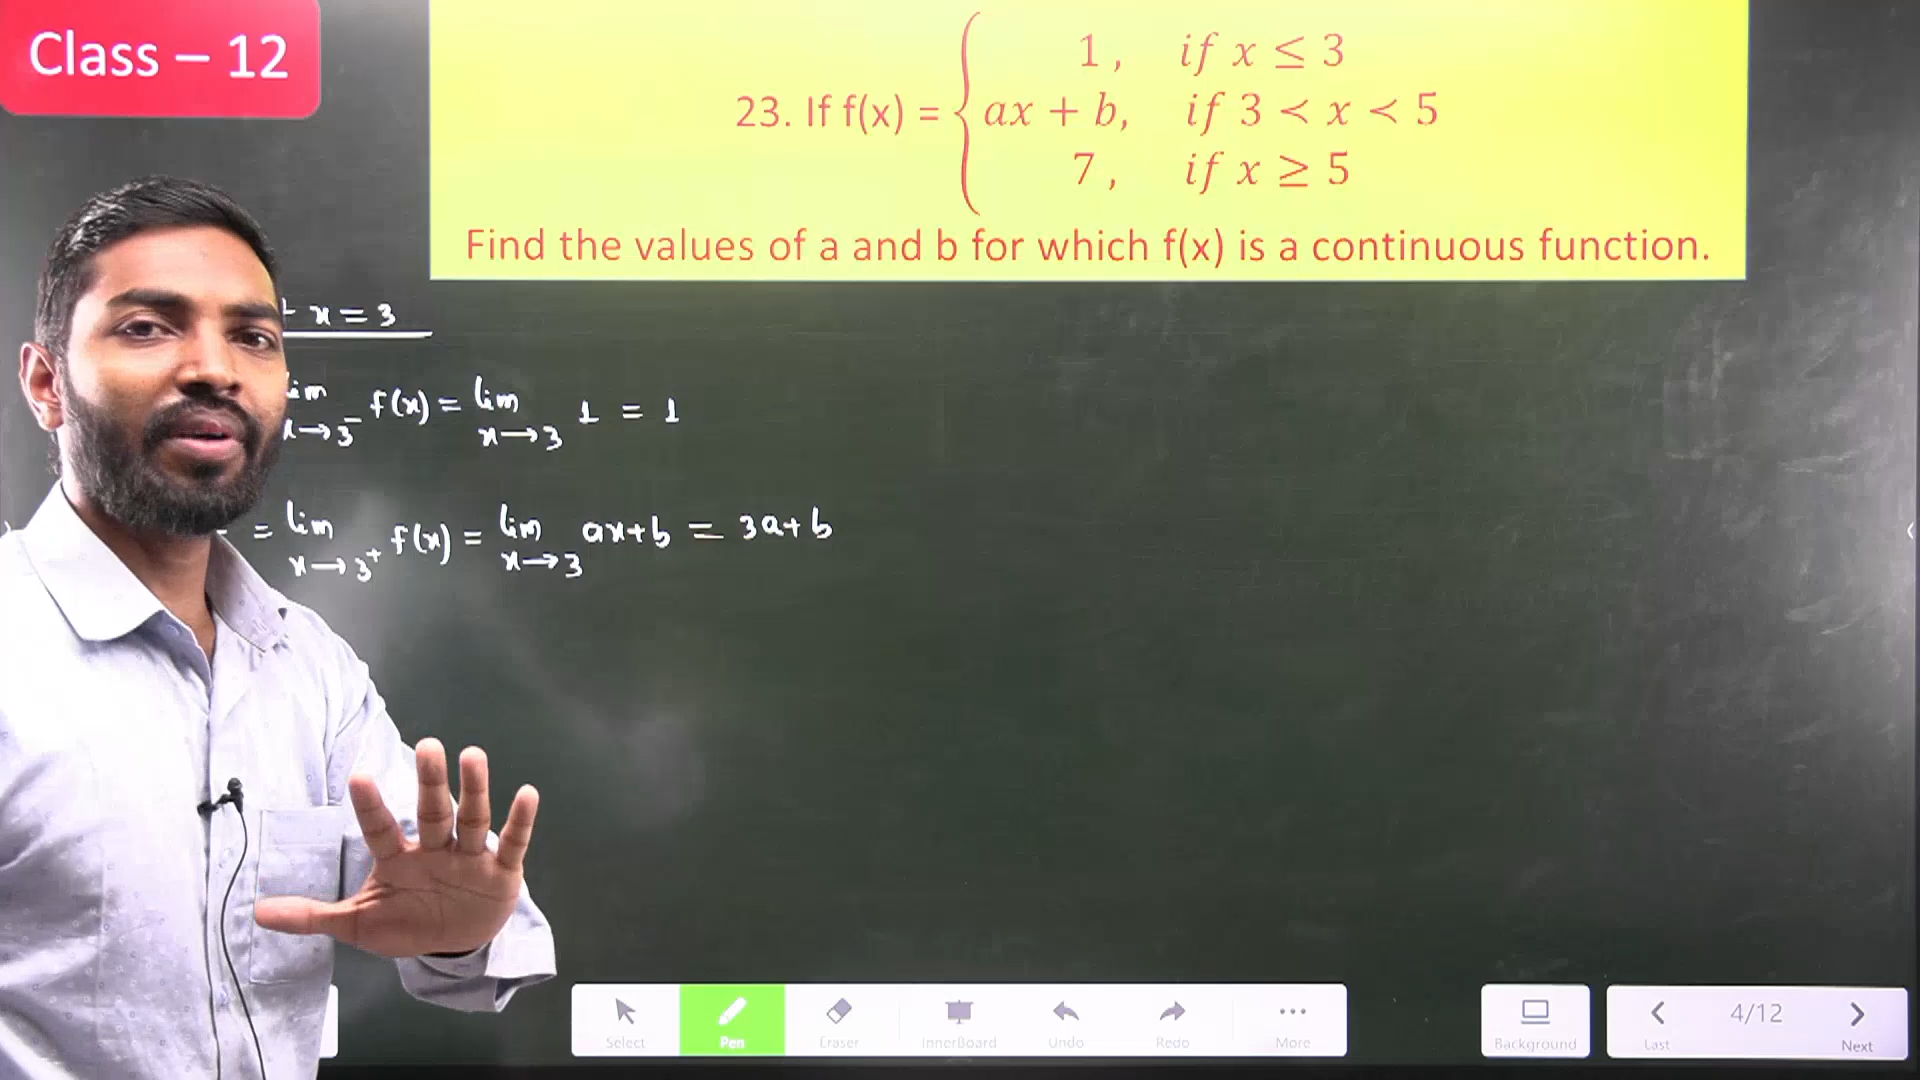 Class – 12
23. If f(x) = { 1 , if x ≤ 3
ax + b, if 3 < x < 5
7 , if x ≥ 5
Find the values of a and b for which f(x) is a continuous function.
x = 3
lim x→3⁻ f(x) = lim x→3 1 = 1
= lim x→3⁺ f(x) = lim x→3 ax+b = 3a+b
Select Pen Eraser InnerBoard Undo Redo More Background Last 4/12 Next